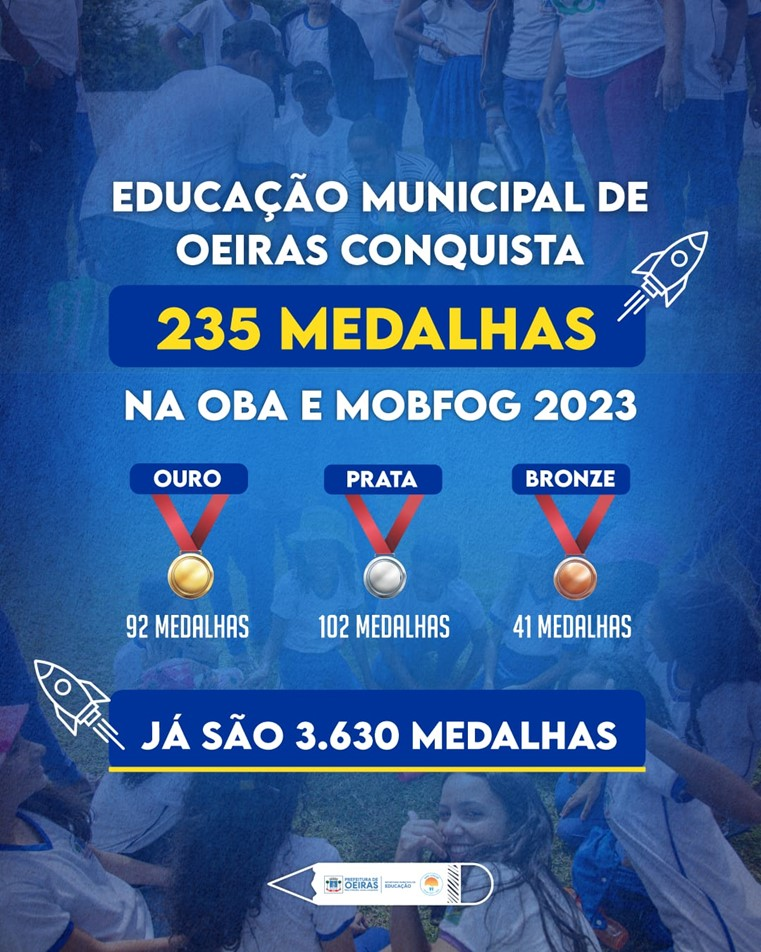 EDUCAÇÃO MUNICIPAL DE
OEIRAS CONQUISTA
235 MEDALHAS
NA OBA E MOBFOG 2023
OURO
PRATA
BRONZE
92 MEDALHAS
102 MEDALHAS
41 MEDALHAS
JÁ SÃO 3.630 MEDALHAS
PREFEITURA DE
OEIRAS
EDUCAÇÃO